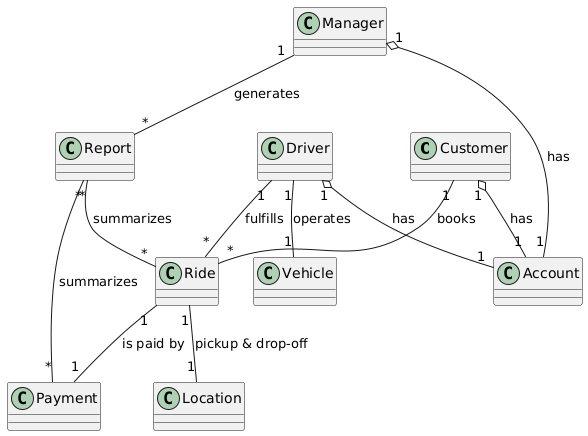 C Manager
1
1
generates
has
*
C Report
C Driver
C Customer
* *
1
1
1
1
1
summarizes
fulfills
operates
has
books
has
*
*
*
1
1
1
1
C Ride
C Vehicle
C Account
summarizes
1
1
is paid by
pickup & drop-off
*
1
1
C Payment
C Location